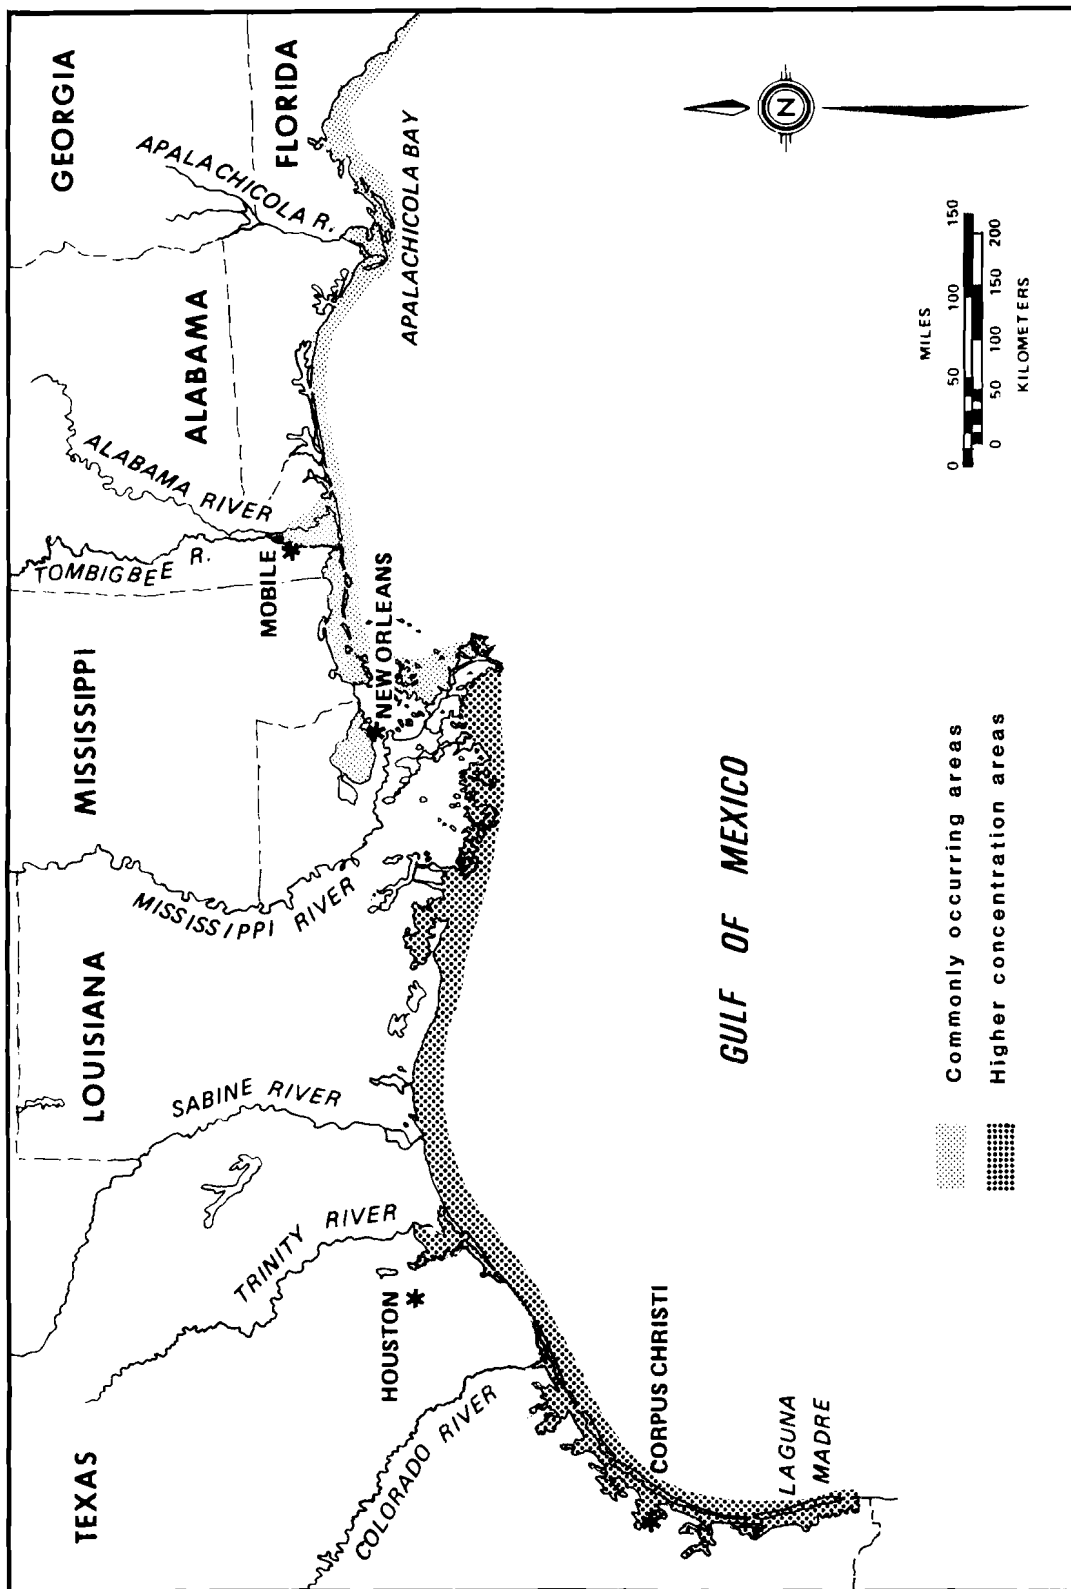 TEXAS
LOUISIANA
MISSISSIPPI
ALABAMA
GEORGIA
FLORIDA
COLORADO RIVER
TRINITY RIVER
SABINE RIVER
MISSISSIPPI RIVER
TOMBIGBEE R.
ALABAMA RIVER
APALACHICOLA R.
HOUSTON
CORPUS CHRISTI
NEW ORLEANS
MOBILE
LAGUNA
MADRE
APALACHICOLA BAY
GULF OF MEXICO
N
MILES
0 50 100 150
0 50 100 150 200
KILOMETERS
Commonly occurring areas
Higher concentration areas